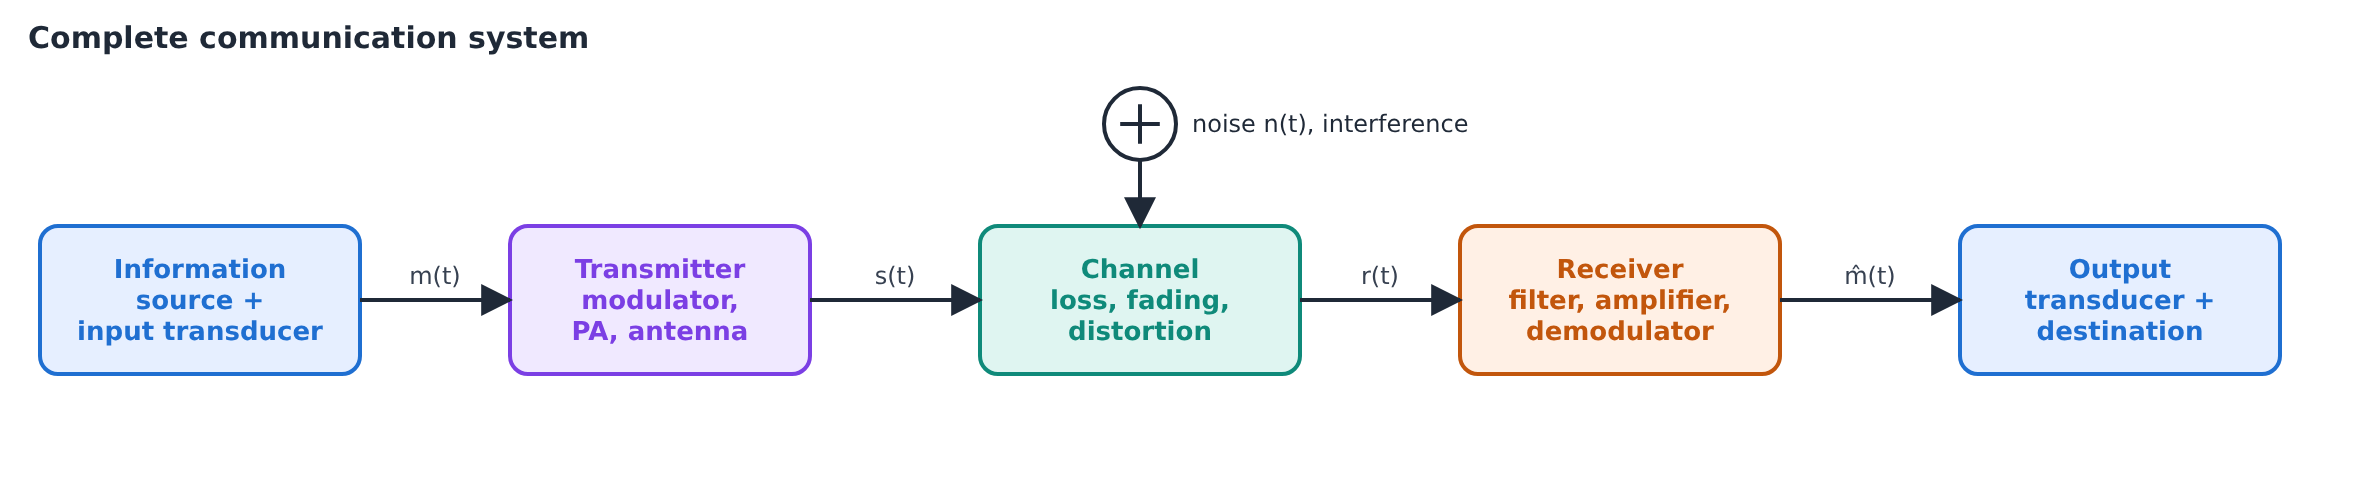 Complete communication system
noise n(t), interference
Information
source +
input transducer
m(t)
Transmitter
modulator,
PA, antenna
s(t)
Channel
loss, fading,
distortion
r(t)
Receiver
filter, amplifier,
demodulator
m̂(t)
Output
transducer +
destination